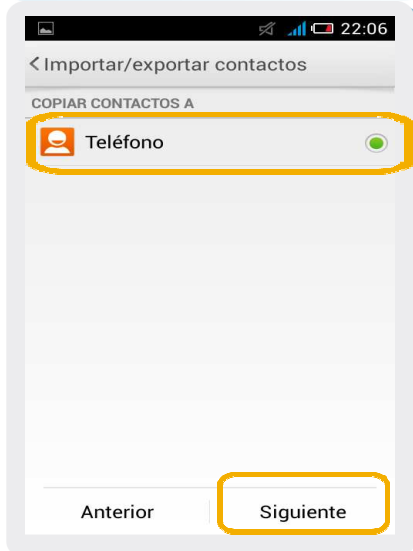 22:06
Importar/exportar contactos
COPIAR CONTACTOS A
Teléfono
Anterior Siguiente